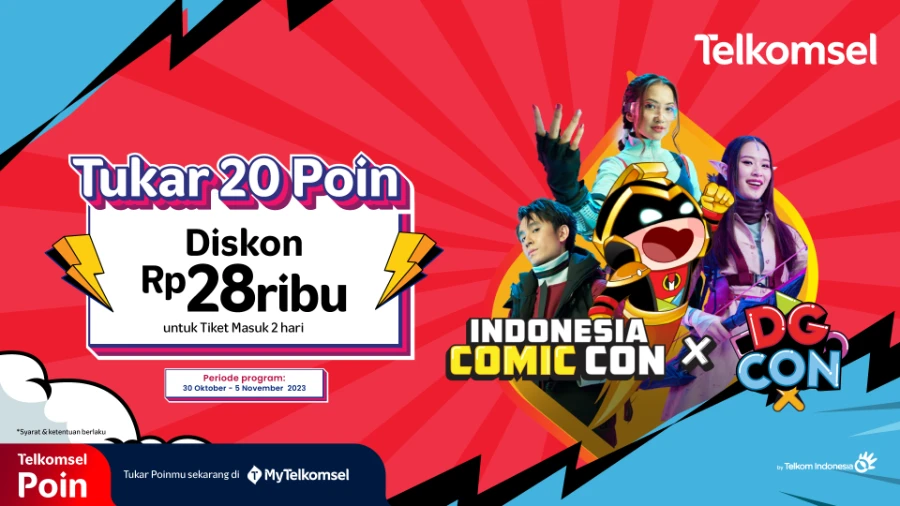 Telkomsel
Tukar 20 Poin
Diskon
Rp28ribu
untuk Tiket Masuk 2 hari
Periode program:
30 Oktober - 5 November 2023
M
INDONESIA
COMIC CON X DG CON X
*Syarat & ketentuan berlaku
Telkomsel
Poin
Tukar Poinmu sekarang di MyTelkomsel
by Telkom Indonesia